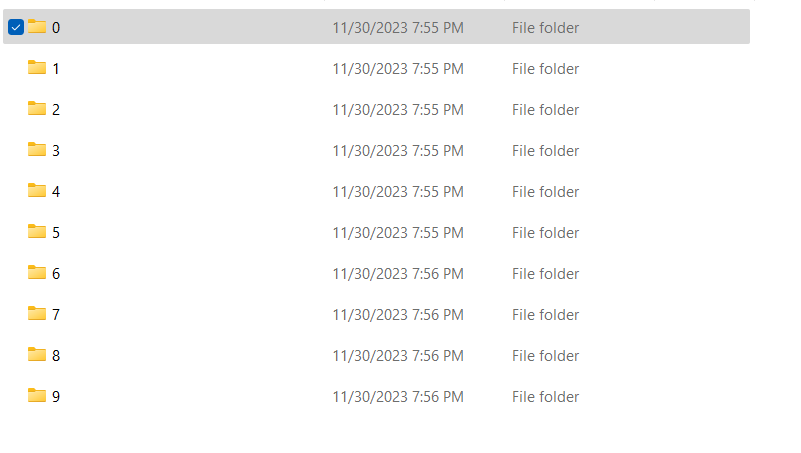 0 11/30/2023 7:55 PM File folder
1 11/30/2023 7:55 PM File folder
2 11/30/2023 7:55 PM File folder
3 11/30/2023 7:55 PM File folder
4 11/30/2023 7:55 PM File folder
5 11/30/2023 7:55 PM File folder
6 11/30/2023 7:56 PM File folder
7 11/30/2023 7:56 PM File folder
8 11/30/2023 7:56 PM File folder
9 11/30/2023 7:56 PM File folder